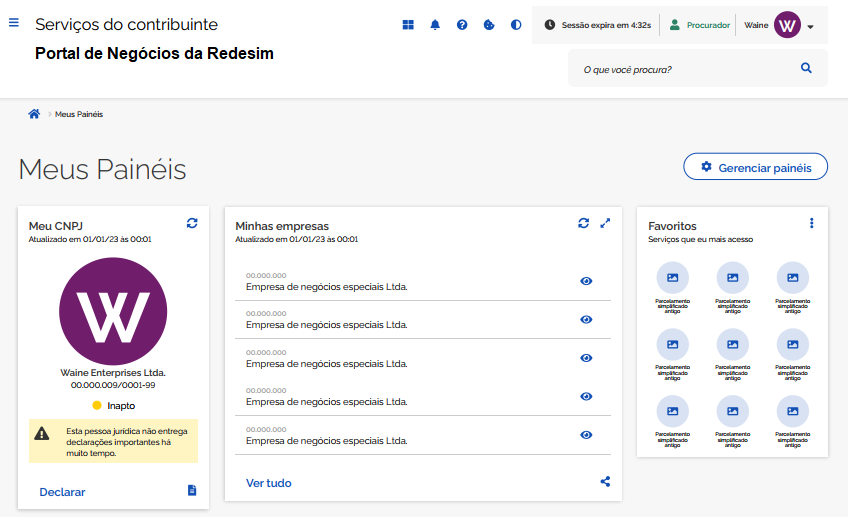 Serviços do contribuinte
Sessão expira em 4:32s
Procurador
Waine
W
Portal de Negócios da Redesim
O que você procura?
Meus Painéis
Meus Painéis
Gerenciar painéis
Meu CNPJ
Atualizado em 01/01/23 às 00:01
W
Waine Enterprises Ltda.
00.000.009/0001-99
Inapto
Esta pessoa jurídica não entrega
declarações importantes há
muito tempo.
Declarar
Minhas empresas
Atualizado em 01/01/23 às 00:01
00.000.000
Empresa de negócios especiais Ltda.
00.000.000
Empresa de negócios especiais Ltda.
00.000.000
Empresa de negócios especiais Ltda.
00.000.000
Empresa de negócios especiais Ltda.
00.000.000
Empresa de negócios especiais Ltda.
Ver tudo
Favoritos
Serviços que eu mais acesso
Parcelamento simplificado antigo
Parcelamento simplificado antigo
Parcelamento simplificado antigo
Parcelamento simplificado antigo
Parcelamento simplificado antigo
Parcelamento simplificado antigo
Parcelamento simplificado antigo
Parcelamento simplificado antigo
Parcelamento simplificado antigo